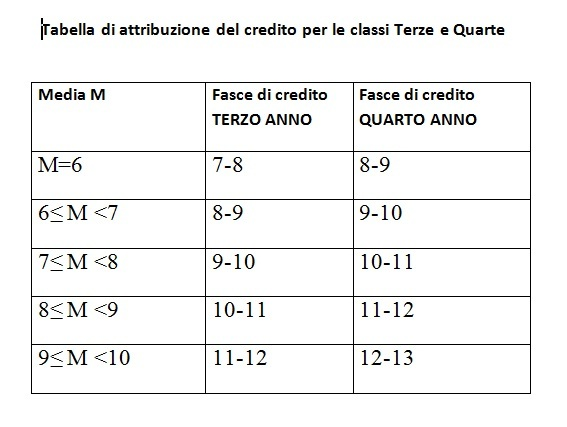 Tabella di attribuzione del credito per le classi Terze e Quarte
Media M
Fasce di credito
TERZO ANNO
Fasce di credito
QUARTO ANNO
M=6
7-8
8-9
6≤M <7
8-9
9-10
7≤M <8
9-10
10-11
8≤M <9
10-11
11-12
9≤M <10
11-12
12-13